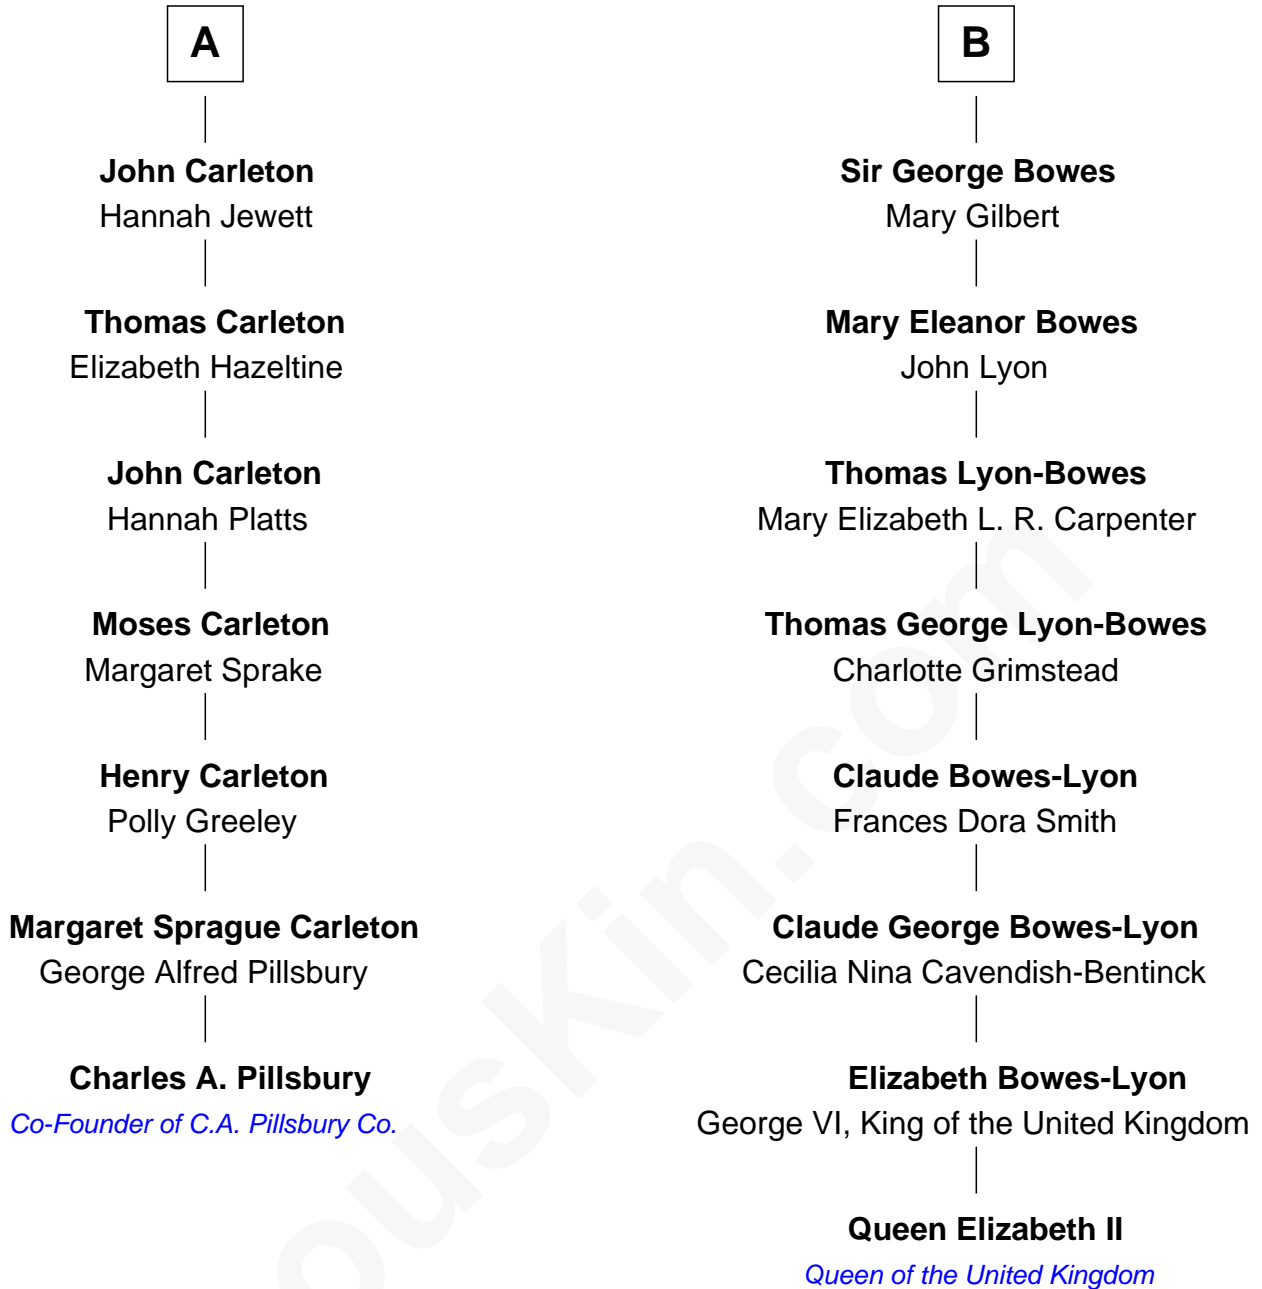 A
John Carleton
Hannah Jewett
Thomas Carleton
Elizabeth Hazeltine
John Carleton
Hannah Platts
Moses Carleton
Margaret Sprake
Henry Carleton
Polly Greeley
Margaret Sprague Carleton
George Alfred Pillsbury
Charles A. Pillsbury
Co-Founder of C.A. Pillsbury Co.
B
Sir George Bowes
Mary Gilbert
Mary Eleanor Bowes
John Lyon
Thomas Lyon-Bowes
Mary Elizabeth L. R. Carpenter
Thomas George Lyon-Bowes
Charlotte Grimstead
Claude Bowes-Lyon
Frances Dora Smith
Claude George Bowes-Lyon
Cecilia Nina Cavendish-Bentinck
Elizabeth Bowes-Lyon
George VI, King of the United Kingdom
Queen Elizabeth II
Queen of the United Kingdom
ousKin.com